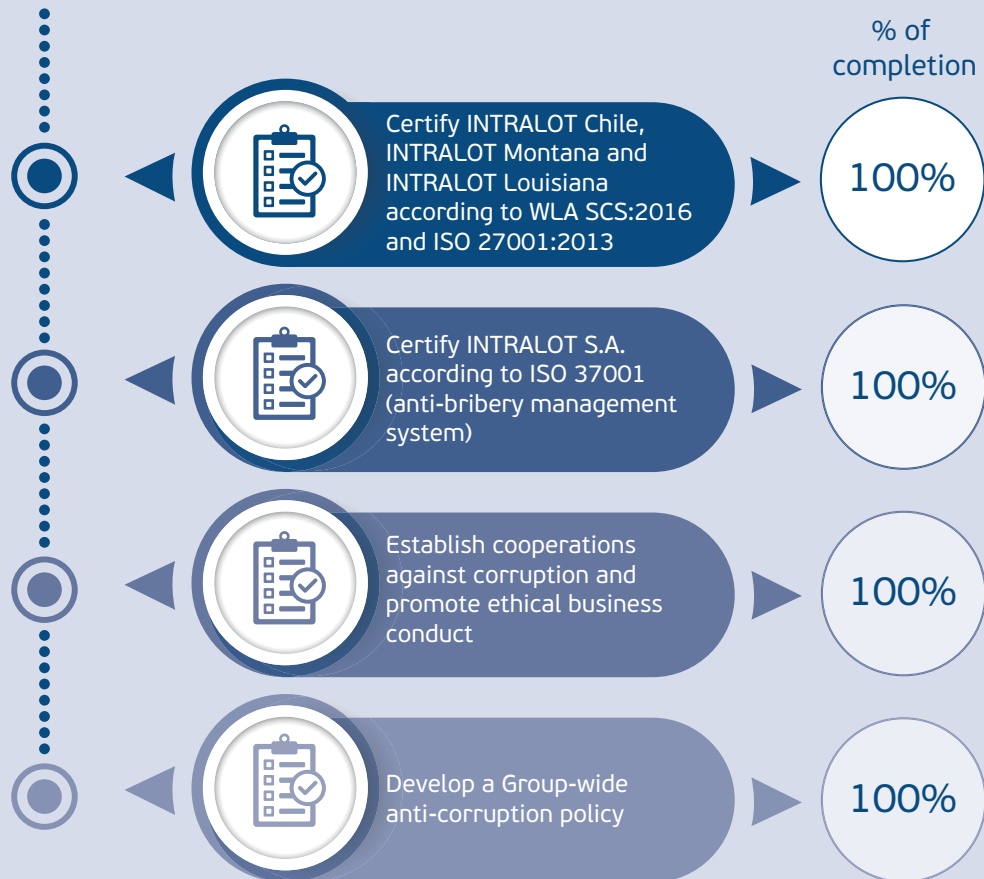 % of
completion
Certify INTRALOT Chile,
INTRALOT Montana and
INTRALOT Louisiana
according to WLA SCS:2016
and ISO 27001:2013
100%
Certify INTRALOT S.A.
according to ISO 37001
(anti-bribery management
system)
100%
Establish cooperations
against corruption and
promote ethical business
conduct
100%
Develop a Group-wide
anti-corruption policy
100%